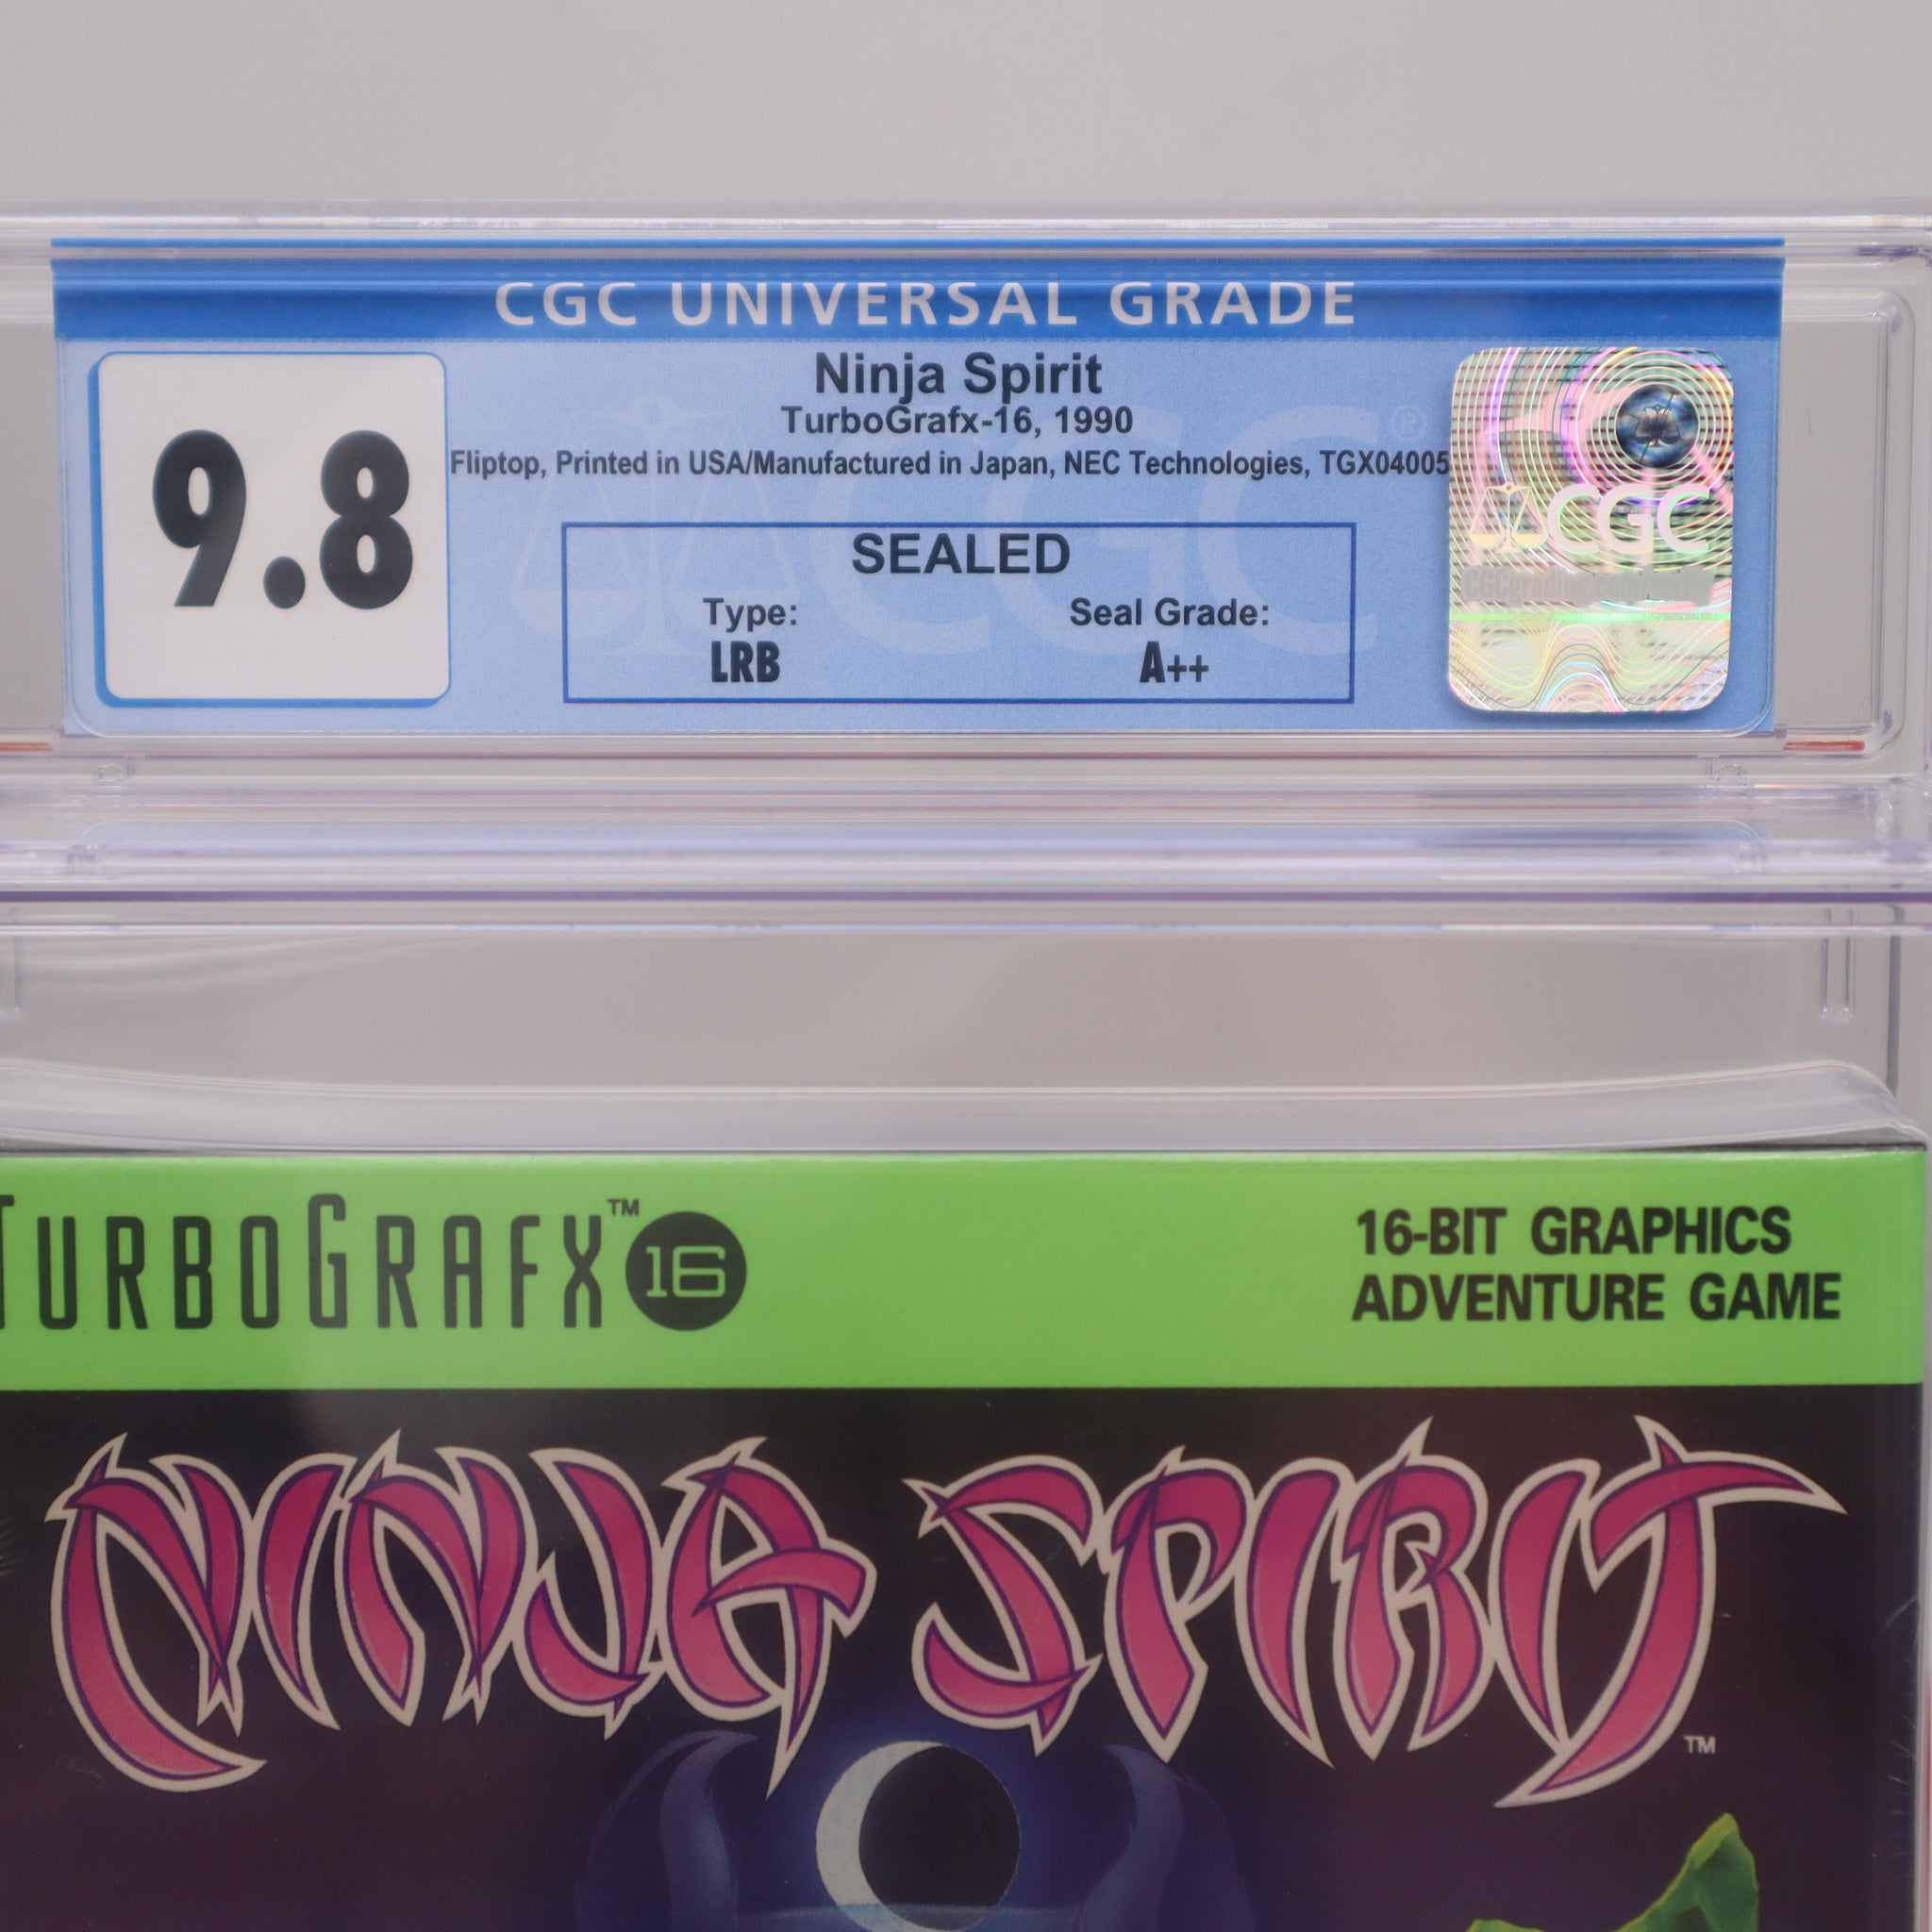 CGC UNIVERSAL GRADE
9.8
Ninja Spirit
TurboGrafx-16, 1990
Fliptop, Printed in USA/Manufactured in Japan, NEC Technologies, TGX04005
SEALED
Type:
LRB
Seal Grade:
A++
CGC®
CGC
TURBOGRAFX™ 16
16-BIT GRAPHICS
ADVENTURE GAME
NINJA SPIRIT™